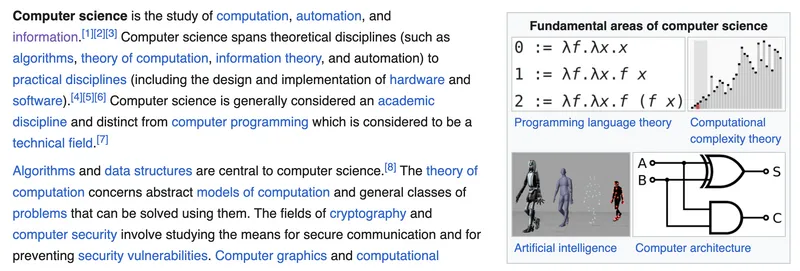 Computer science is the study of computation, automation, and
information.[1][2][3] Computer science spans theoretical disciplines (such as
algorithms, theory of computation, information theory, and automation) to
practical disciplines (including the design and implementation of hardware and
software).[4][5][6] Computer science is generally considered an academic
discipline and distinct from computer programming which is considered to be a
technical field.[7]
Algorithms and data structures are central to computer science.[8] The theory of
computation concerns abstract models of computation and general classes of
problems that can be solved using them. The fields of cryptography and
computer security involve studying the means for secure communication and for
preventing security vulnerabilities. Computer graphics and computational
Fundamental areas of computer science
0 := λf.λx.x
1 := λf.λx.f x
2 := λf.λx.f (f x)
Programming language theory
Computational
complexity theory
Artificial intelligence
A
B
S
C
Computer architecture